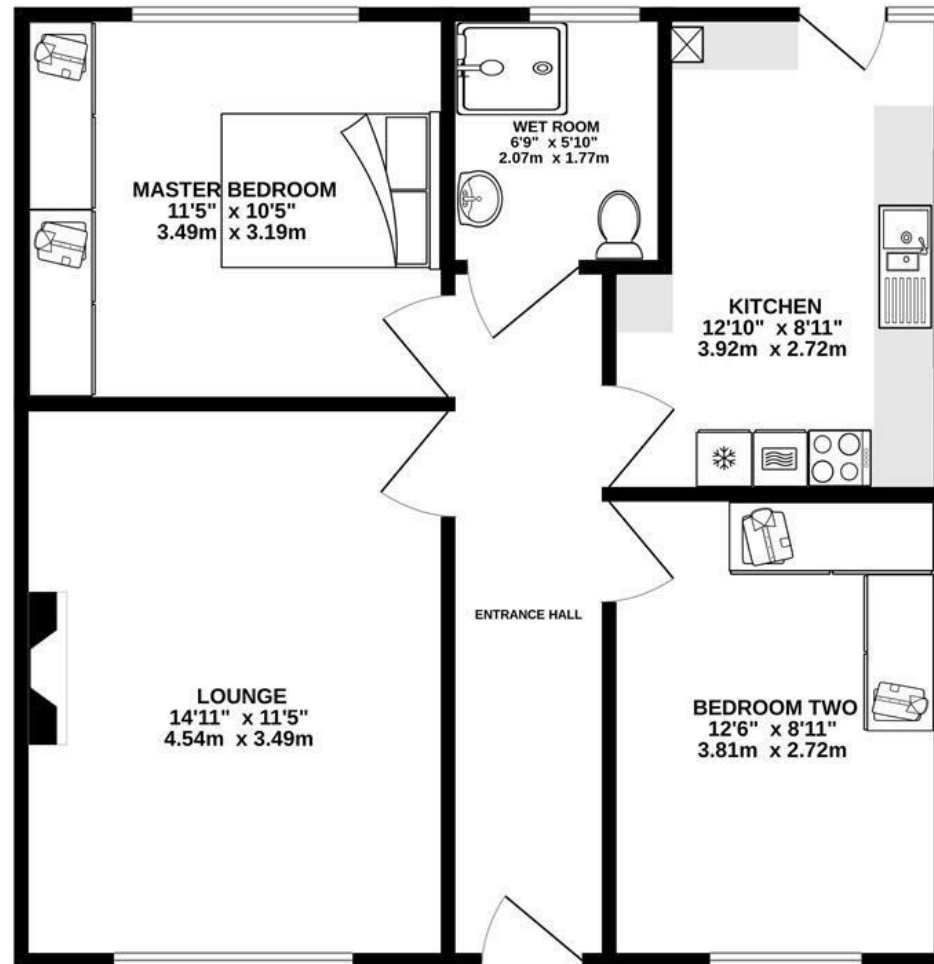 WET ROOM
6'9" x 5'10"
2.07m x 1.77m
MASTER BEDROOM
11'5" x 10'5"
3.49m x 3.19m
KITCHEN
12'10" x 8'11"
3.92m x 2.72m
ENTRANCE HALL
LOUNGE
14'11" x 11'5"
4.54m x 3.49m
BEDROOM TWO
12'6" x 8'11"
3.81m x 2.72m